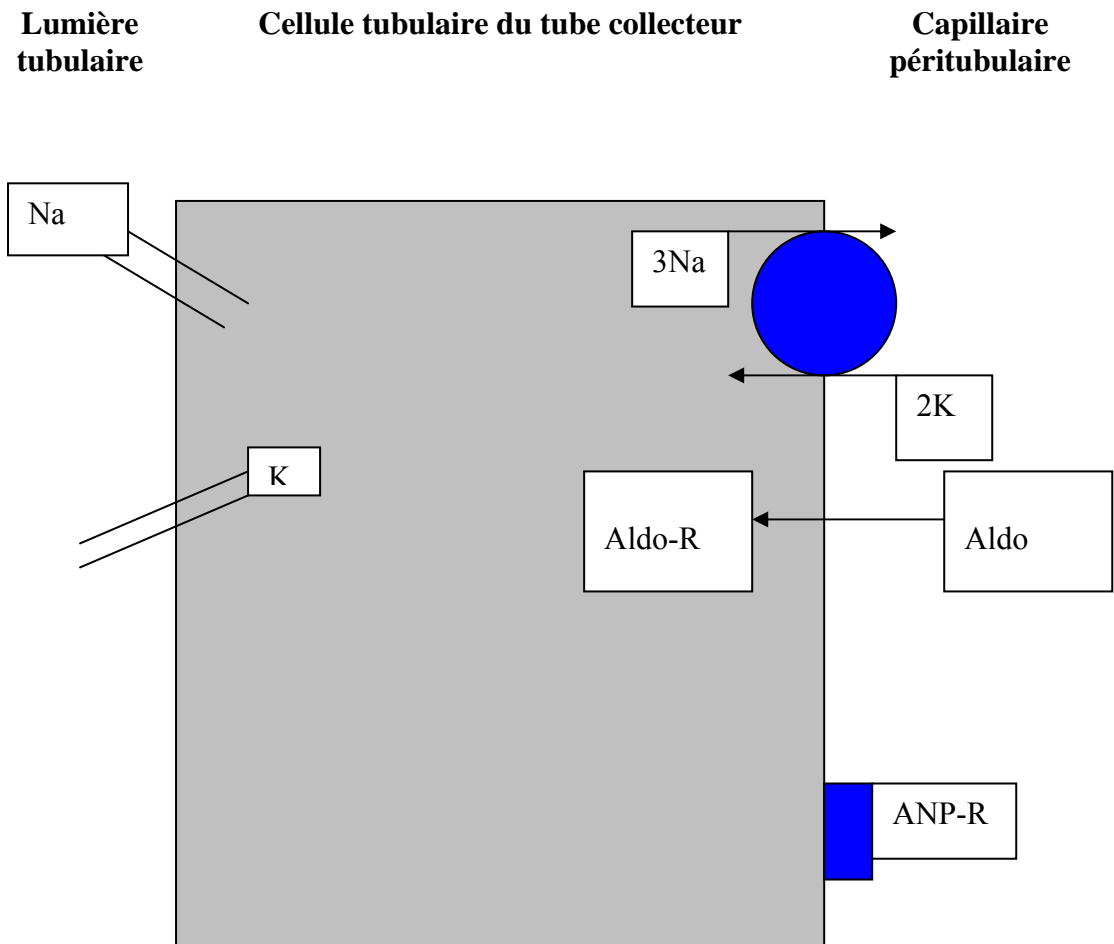 Lumière tubulaire
Cellule tubulaire du tube collecteur
Capillaire péritubulaire
Na
3Na
2K
K
Aldo-R
Aldo
ANP-R